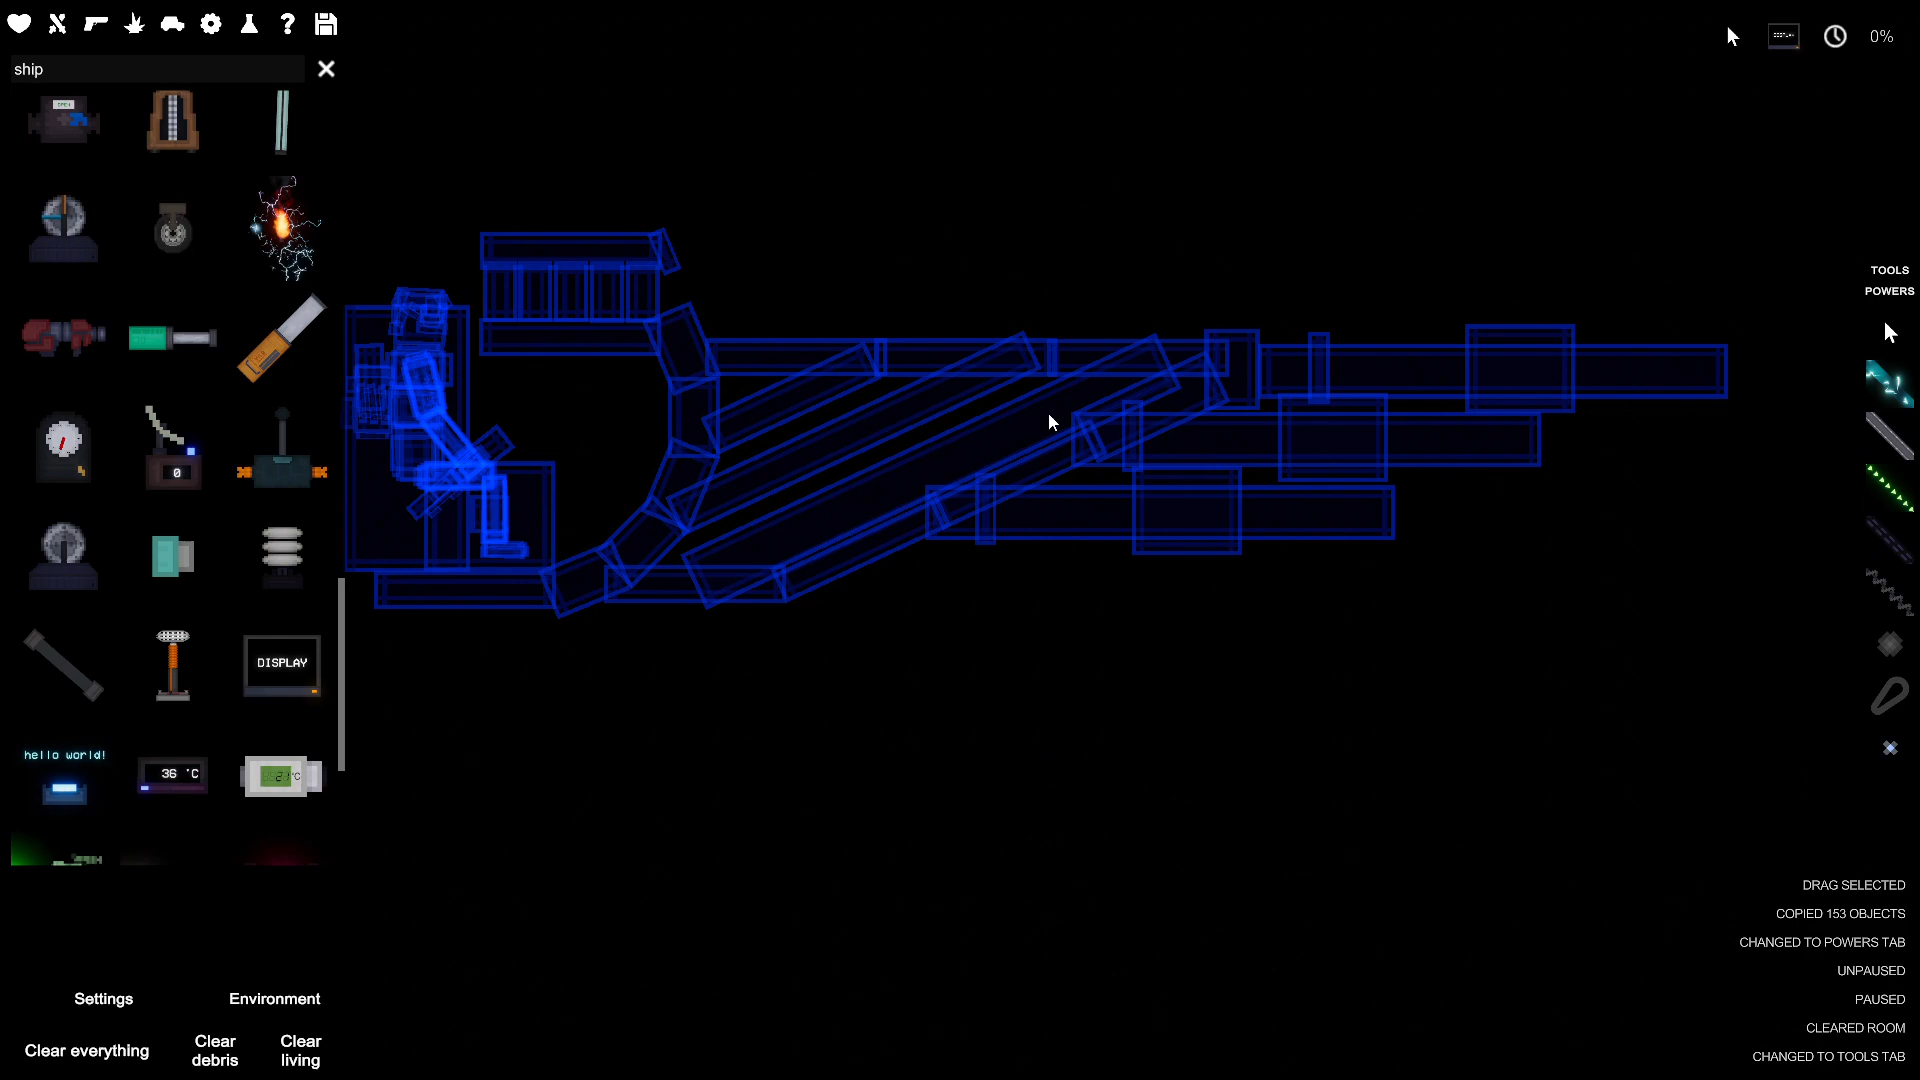 0%
ship
TOOLS
POWERS
0
DISPLAY
hello world!
36 °C
21°C
DRAG SELECTED
COPIED 153 OBJECTS
CHANGED TO POWERS TAB
UNPAUSED
PAUSED
CLEARED ROOM
CHANGED TO TOOLS TAB
Settings
Environment
Clear everything
Clear
debris
Clear
living